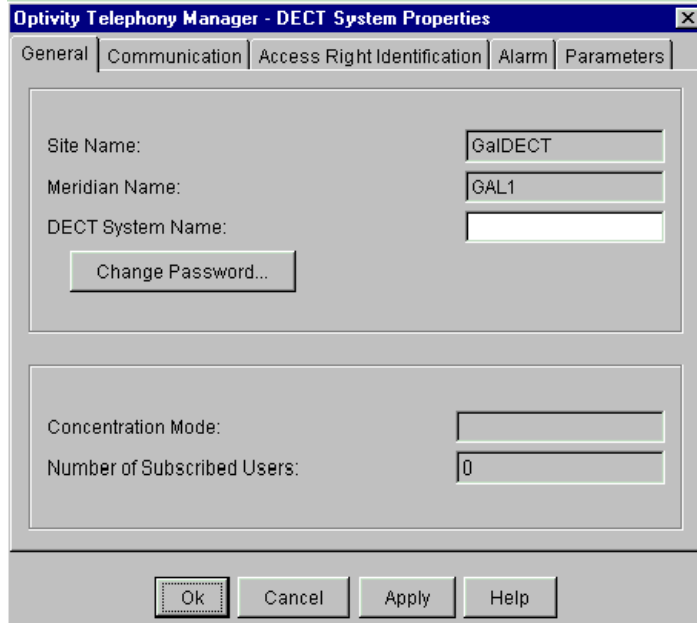 Optivity Telephony Manager - DECT System Properties
General Communication Access Right Identification Alarm Parameters
Site Name: GalDECT
Meridian Name: GAL1
DECT System Name:
Change Password...
Concentration Mode:
Number of Subscribed Users: 0
Ok Cancel Apply Help